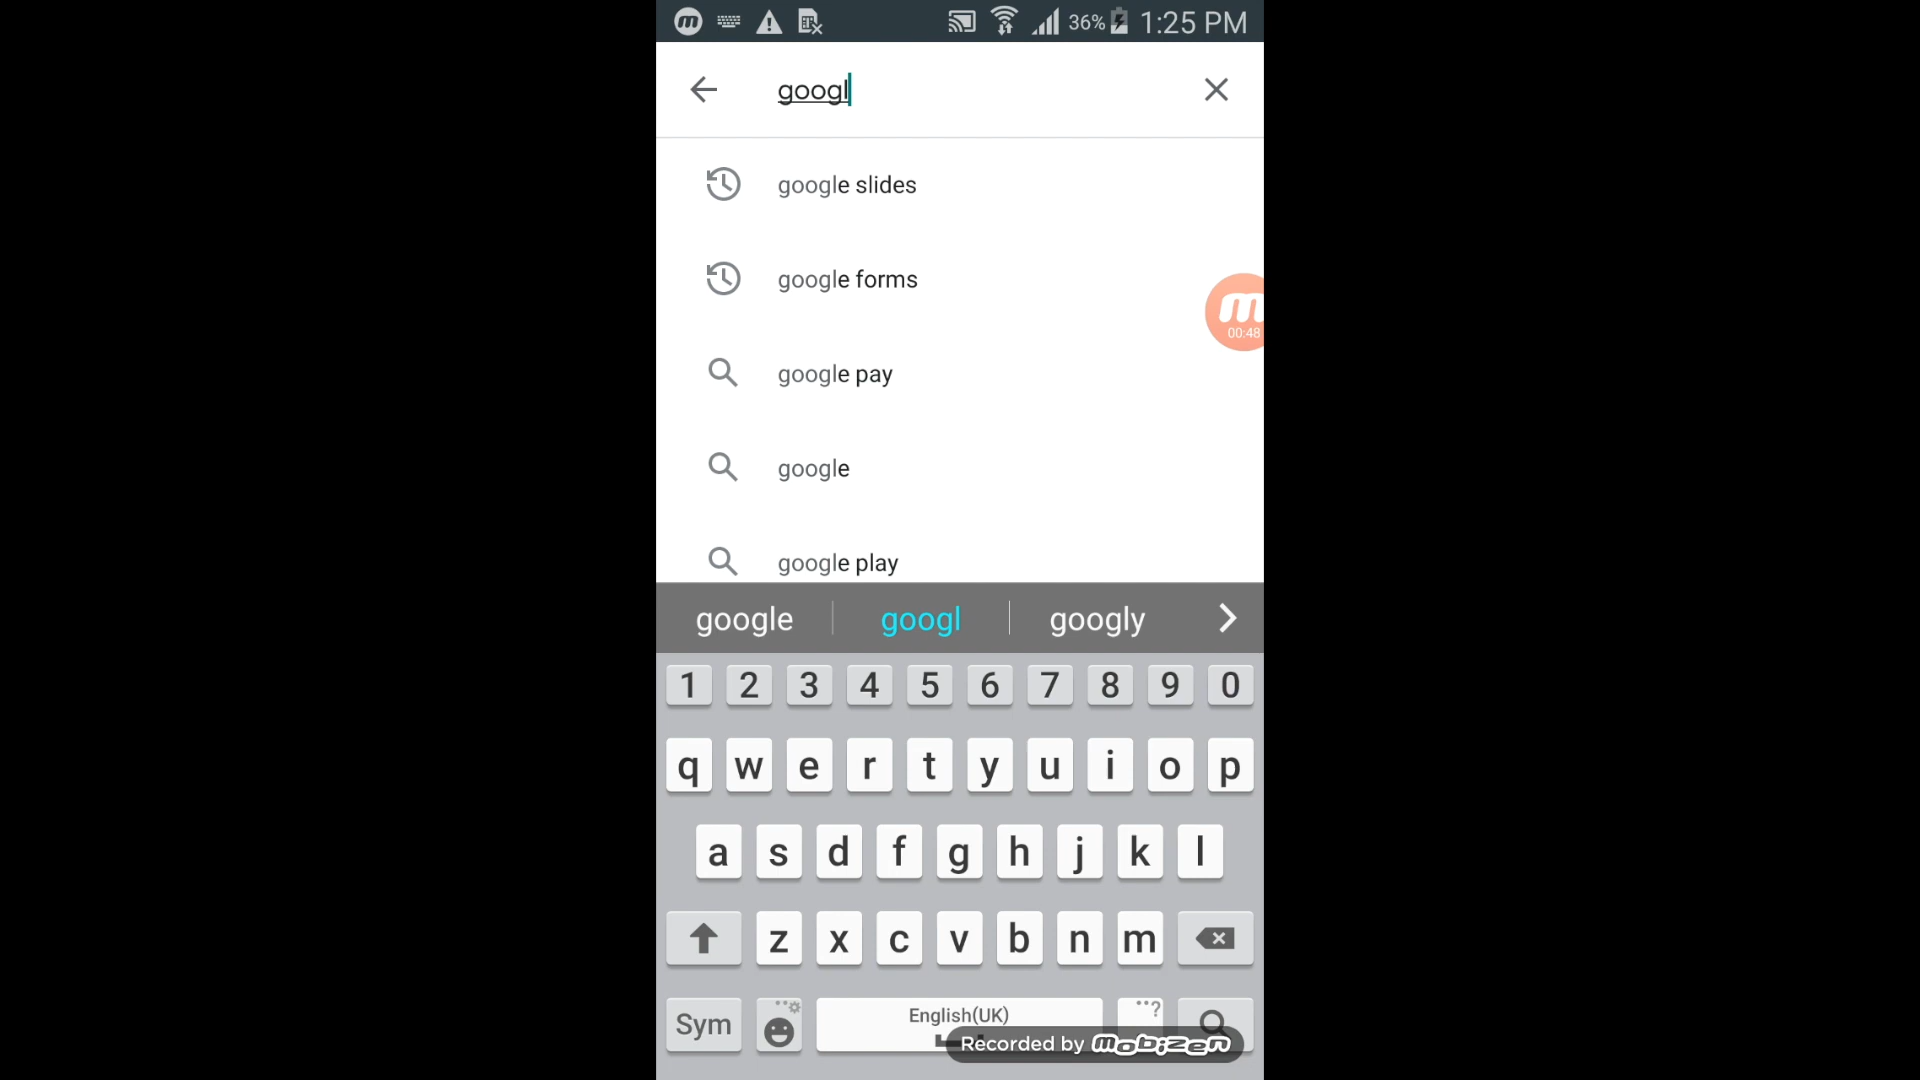 36% 1:25 PM
googl
google slides
google forms
00:48
google pay
google
google play
google googl googly
1 2 3 4 5 6 7 8 9 0
q w e r t y u i o p
a s d f g h j k l
z x c v b n m
Sym English(UK) ?
Recorded by mobizen